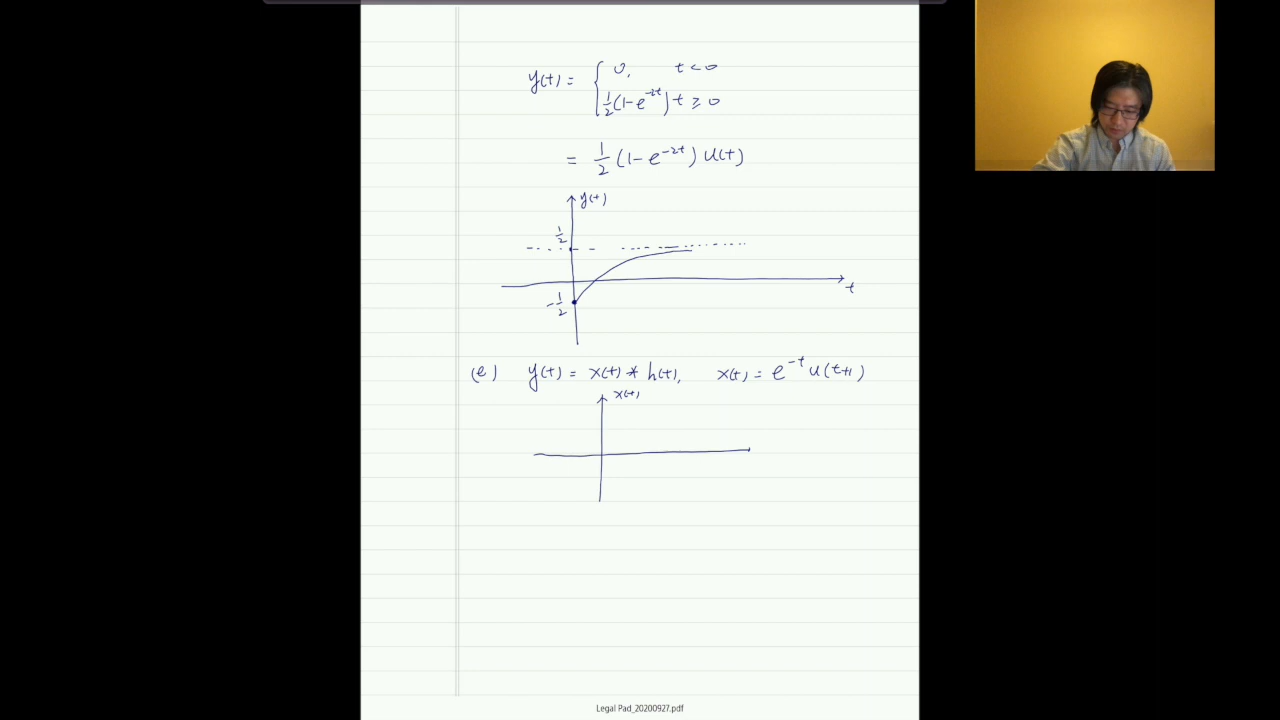 y(t) = { 0, t < 0
½(1-e^{-2t}) t ≥ 0
= ½ (1-e^{-2t}) u(t)
y(t)
½
t
-½
(e) y(t) = x(t) * h(t), x(t) = e^{-t} u(t+1)
x(t)
Legal Pad_20200927.pdf